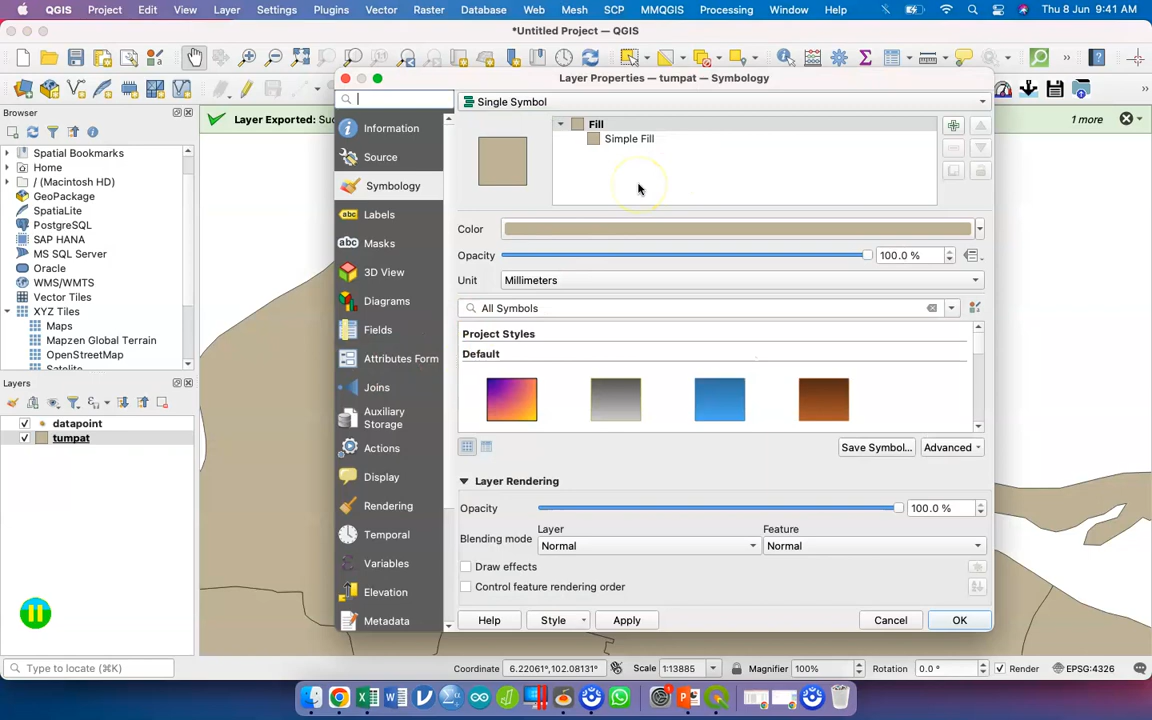 QGIS Project Edit View Layer Settings Plugins Vector Raster Database Web Mesh SCP MMQGIS Processing Window Help Thu 8 Jun 9:41 AM
*Untitled Project — QGIS
Layer Properties — tumpat — Symbology
Browser
Spatial Bookmarks
Home
/ (Macintosh HD)
GeoPackage
SpatiaLite
PostgreSQL
SAP HANA
MS SQL Server
Oracle
WMS/WMTS
Vector Tiles
XYZ Tiles
Maps
Mapzen Global Terrain
OpenStreetMap
Satellite
Layers
datapoint
tumpat
Layer Exported: Suc
1 more
Information
Source
Symbology
abc Labels
abc Masks
3D View
Diagrams
Fields
Attributes Form
Joins
Auxiliary
Storage
Actions
Display
Rendering
Temporal
Variables
Elevation
Metadata
Single Symbol
Fill
Simple Fill
Color
Opacity 100.0 %
Unit Millimeters
All Symbols
Project Styles
Default
Save Symbol... Advanced
Layer Rendering
Opacity 100.0 %
Layer Feature
Blending mode Normal Normal
Draw effects
Control feature rendering order
Help Style Apply Cancel OK
Type to locate (⌘K) Coordinate 6.22061°,102.08131° Scale 1:13885 Magnifier 100% Rotation 0.0 ° Render EPSG:4326